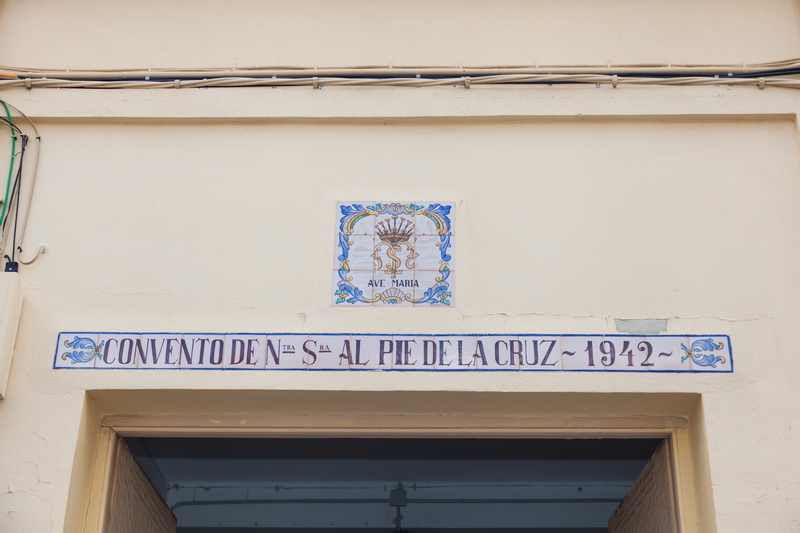 AVE MARIA
CONVENTO DE Nᵀᴿᴬ Sᴿᴬ AL PIE DE LA CRUZ ~ 1942 ~